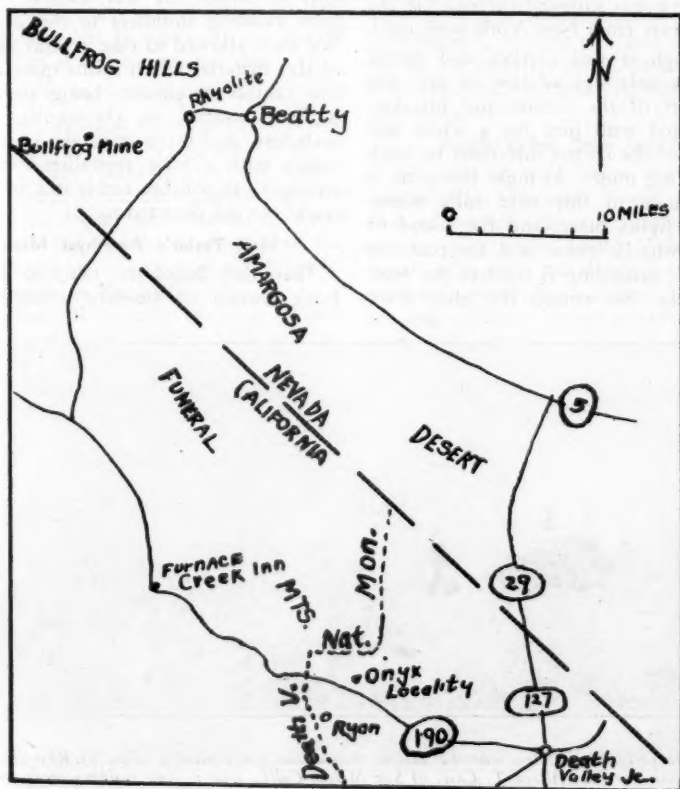 BULLFROG HILLS
N
Rhyolite
Beatty
Bullfrog Mine
0
10 MILES
AMARGOSA
NEVADA
CALIFORNIA
FUNERAL
DESERT
5
Mon.
FURNACE
Creek Inn
MTS.
29
Nat.
Onyx
Locality
127
Death V.
Ryan
190
Death
Valley Jc.